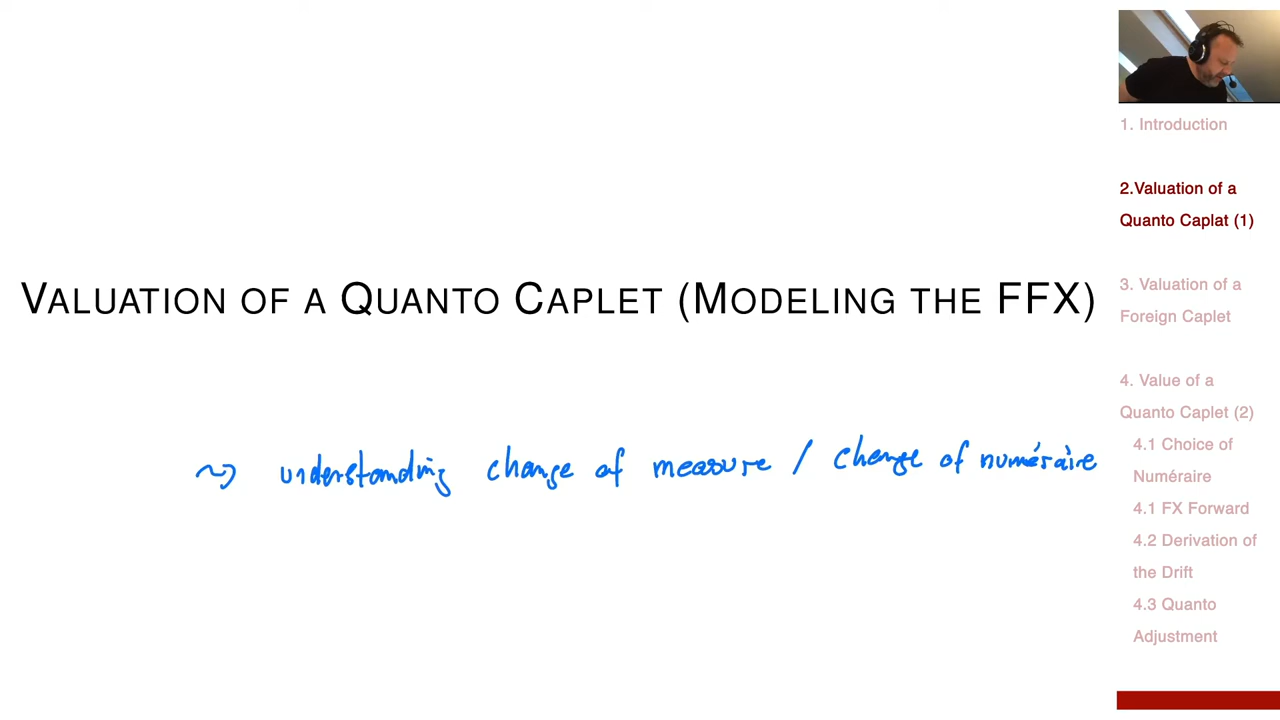 VALUATION OF A QUANTO CAPLET (MODELING THE FFX)
~> understanding change of measure / change of numéraire
1. Introduction
2.Valuation of a
Quanto Caplat (1)
3. Valuation of a
Foreign Caplet
4. Value of a
Quanto Caplet (2)
4.1 Choice of
Numéraire
4.1 FX Forward
4.2 Derivation of
the Drift
4.3 Quanto
Adjustment